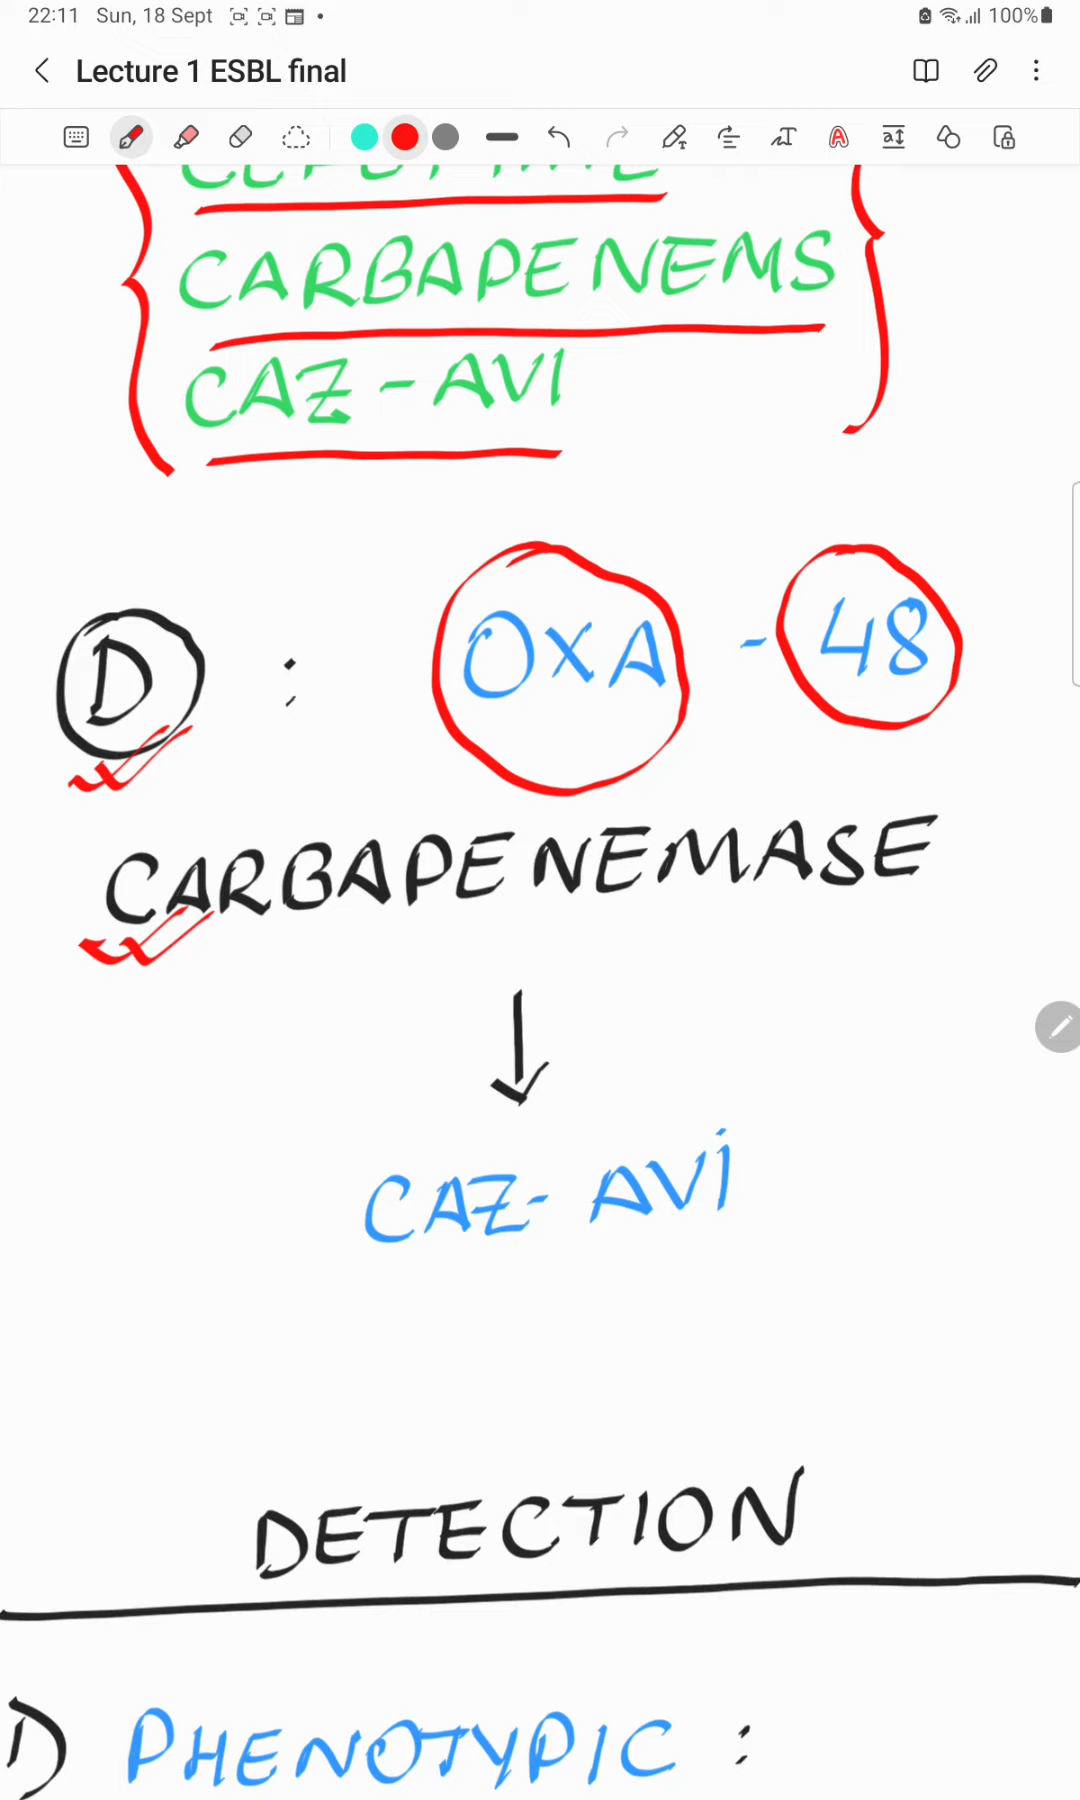 22:11 Sun, 18 Sept 100%
Lecture 1 ESBL final
CARBAPENEMS
CAZ-AVI
D : OXA - 48
CARBAPENEMASE
↓
CAZ- AVi
DETECTION
1) PHENOTYPIC :